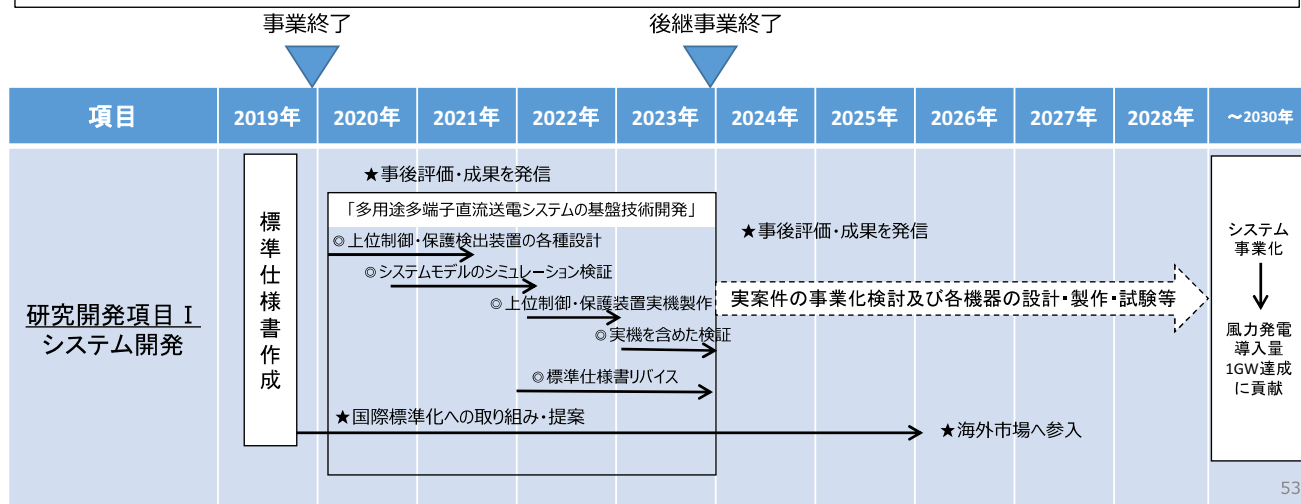 事業終了
後継事業終了
項目
2019年
2020年
2021年
2022年
2023年
2024年
2025年
2026年
2027年
2028年
～2030年
研究開発項目Ⅰ
システム開発
標準仕様書作成
★事後評価・成果を発信
「多用途多端子直流送電システムの基盤技術開発」
◎上位制御・保護検出装置の各種設計
◎システムモデルのシミュレーション検証
◎上位制御・保護装置実機製作
◎実機を含めた検証
◎標準仕様書リバイス
★国際標準化への取り組み・提案
★事後評価・成果を発信
実案件の事業化検討及び各機器の設計・製作・試験等
★海外市場へ参入
システム
事業化
風力発電
導入量
1GW達成
に貢献
53